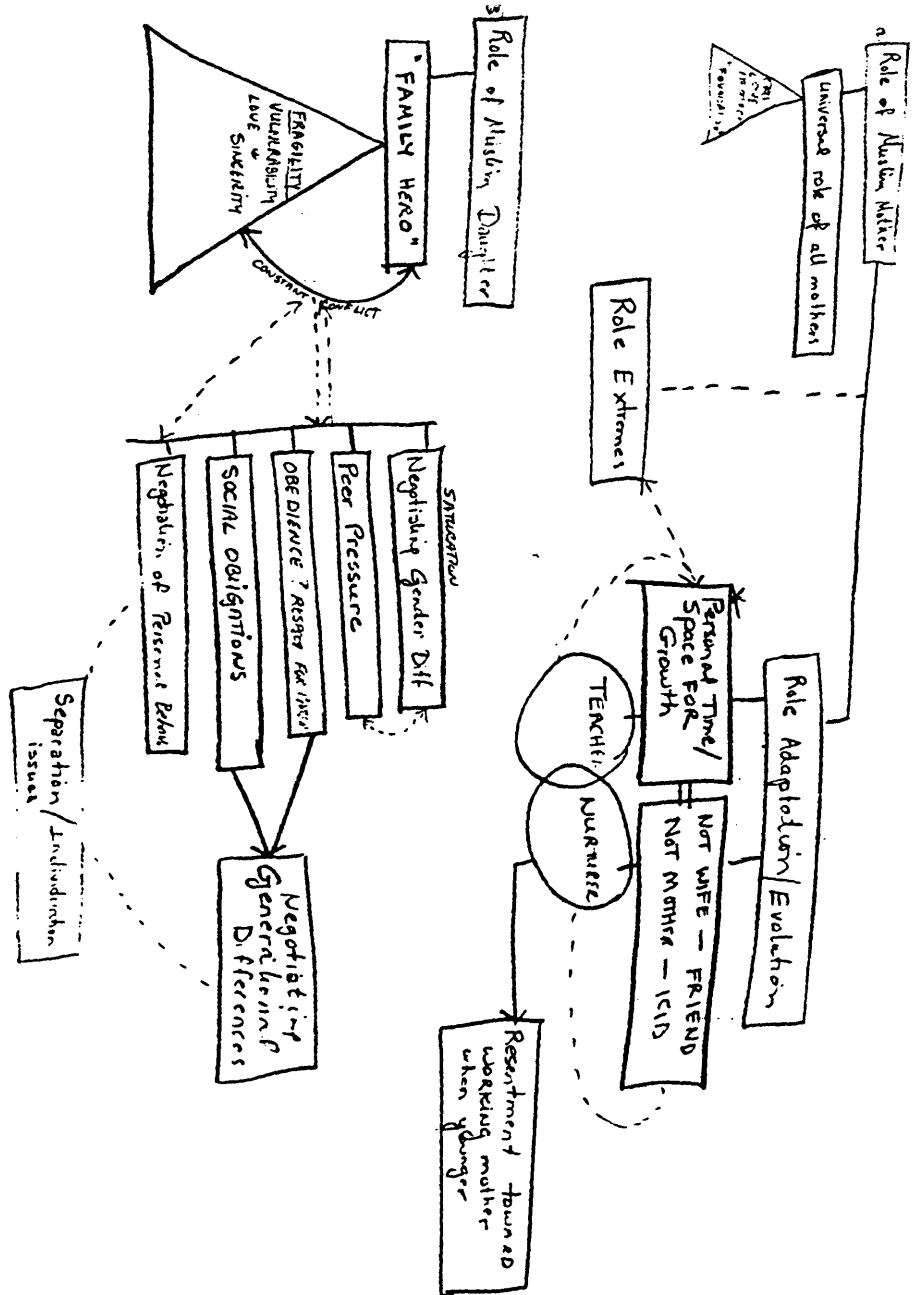 Role of Muslim Mother
Universal role of all mothers
LOVE
Role Adaptation/Evolution
Personal Time/
Space FOR
Growth
NOT WIFE — FRIEND
NOT MOTHER — KID
TEACHER
NURTURER
Role Extremes
Resentment toward
working mother
when younger
Role of Muslim Daughter
"FAMILY HERO"
FRAGILITY
VULNERABILITY
LOVE
SINCERITY
CONSTANT CONFLICT
SATURATION
Negotiating Gender Diff
Peer Pressure
OBEDIENCE? RESPECT FOR
SOCIAL OBIGATIONS
Negotiation of Personal
Negotiating
Generational
Differences
Separation/Individuation
issues